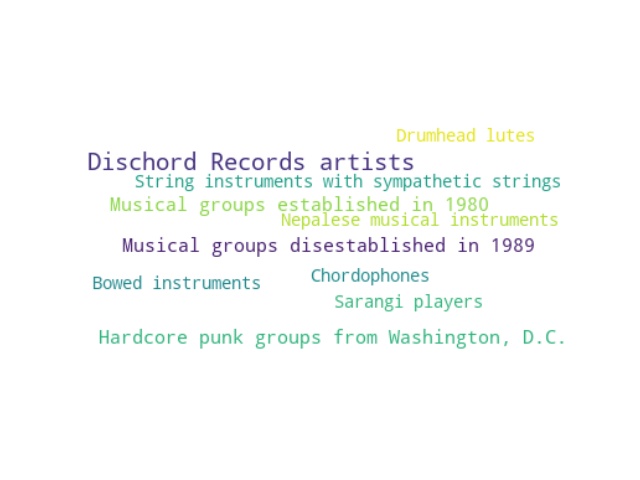 Drumhead lutes
Dischord Records artists
String instruments with sympathetic strings
Musical groups established in 1980
Nepalese musical instruments
Musical groups disestablished in 1989
Chordophones
Bowed instruments
Sarangi players
Hardcore punk groups from Washington, D.C.